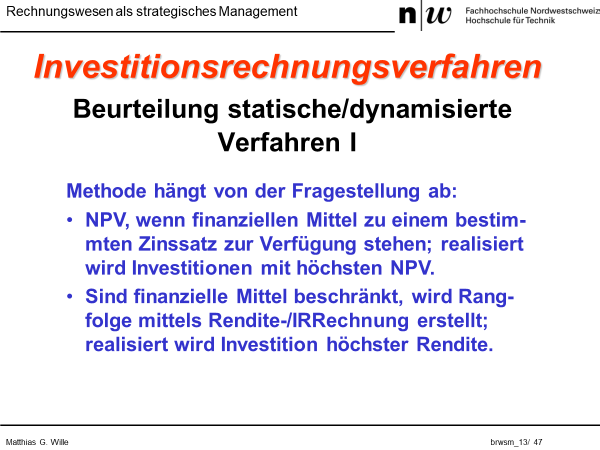 Rechnungswesen als strategisches Management
n w
Fachhochschule Nordwestschweiz
Hochschule für Technik
Investitionsrechnungsverfahren
Beurteilung statische/dynamisierte
Verfahren I
Methode hängt von der Fragestellung ab:
• NPV, wenn finanziellen Mittel zu einem bestim-
mten Zinssatz zur Verfügung stehen; realisiert
wird Investitionen mit höchsten NPV.
• Sind finanzielle Mittel beschränkt, wird Rang-
folge mittels Rendite-/IRRechnung erstellt;
realisiert wird Investition höchster Rendite.
Matthias G. Wille
brwsm_13/ 47